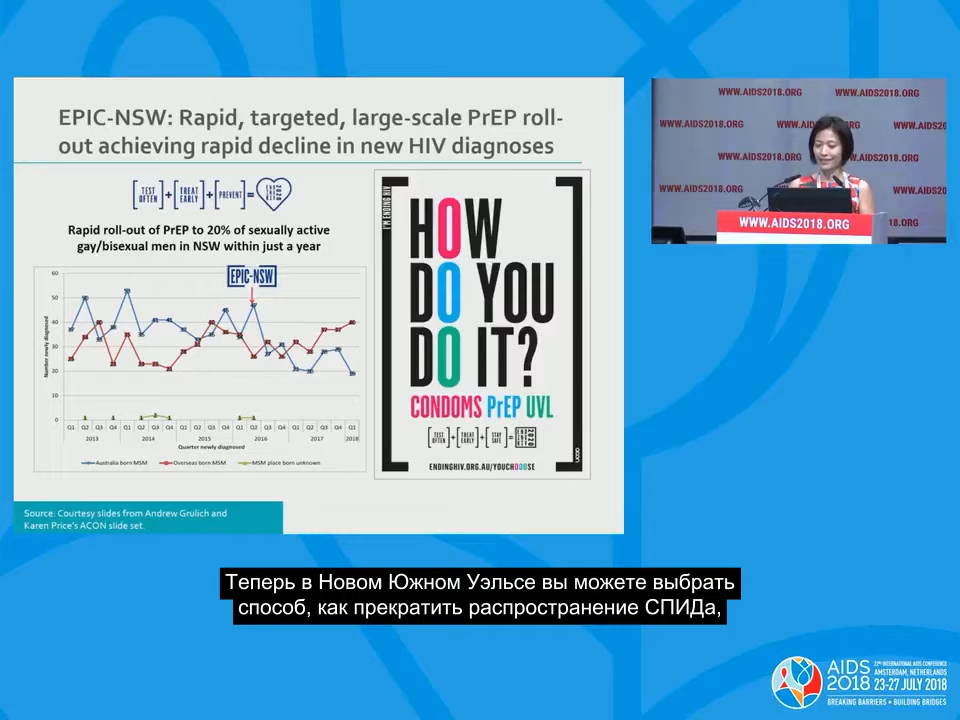 EPIC-NSW: Rapid, targeted, large-scale PrEP roll-
out achieving rapid decline in new HIV diagnoses
TEST OFTEN + TREAT EARLY + PREVENT =
Rapid roll-out of PrEP to 20% of sexually active
gay/bisexual men in NSW within just a year
EPIC-NSW
Number newly diagnosed
60
50
40
30
20
10
0
Q1 Q2 Q3 Q4 Q1 Q2 Q3 Q4 Q1 Q2 Q3 Q4 Q1 Q2 Q3 Q4 Q1 Q2 Q3 Q4 Q1
2013 2014 2015 2016 2017 2018
Quarter newly diagnosed
Australia born MSM Overseas born MSM MSM place born unknown
I'M ENDING HIV
HOW
DO YOU
DO IT?
CONDOMS PrEP UVL
TEST OFTEN + TREAT EARLY + STAY SAFE =
ENDINGHIV.ORG.AU/YOUCHOOOSE
acon
Source: Courtesy slides from Andrew Grulich and
Karen Price's ACON slide set.
WWW.AIDS2018.ORG WWW.AIDS2018.ORG
WWW.AIDS2018.ORG WWW.AIDS2018.ORG
WWW.AIDS2018.ORG
WWW.AIDS2018.ORG
WWW.AIDS2018.ORG
Теперь в Новом Южном Уэльсе вы можете выбрать
способ, как прекратить распространение СПИДа,
AIDS 2018
22ND INTERNATIONAL AIDS CONFERENCE
AMSTERDAM, NETHERLANDS
23-27 JULY 2018
BREAKING BARRIERS • BUILDING BRIDGES